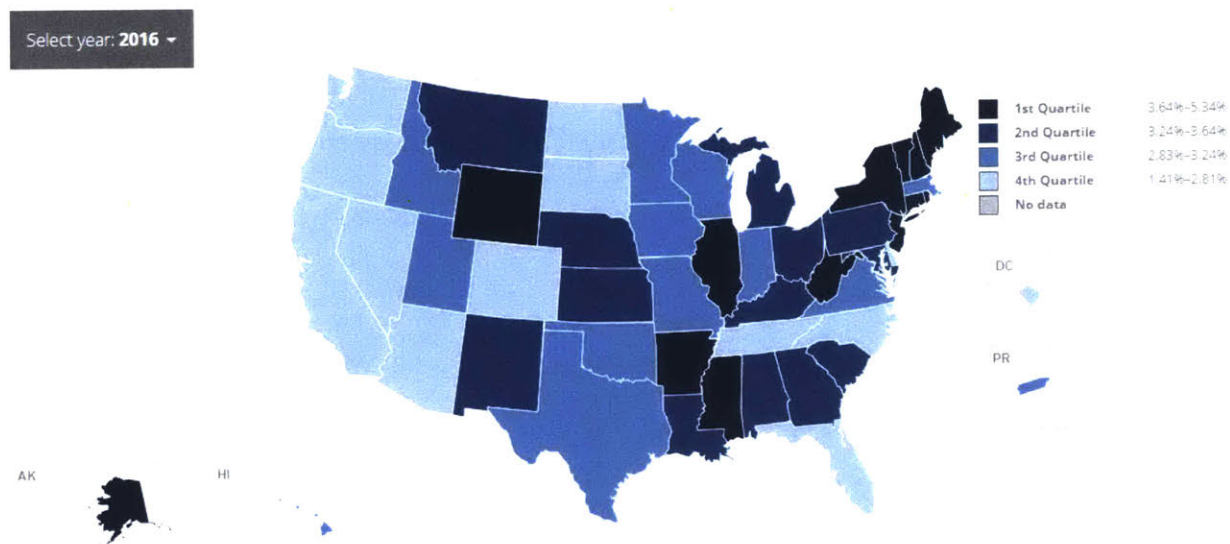 Select year: 2016
1st Quartile 3.64%–5.34%
2nd Quartile 3.24%–3.64%
3rd Quartile 2.83%–3.24%
4th Quartile 1.41%–2.81%
No data
DC
PR
AK
HI